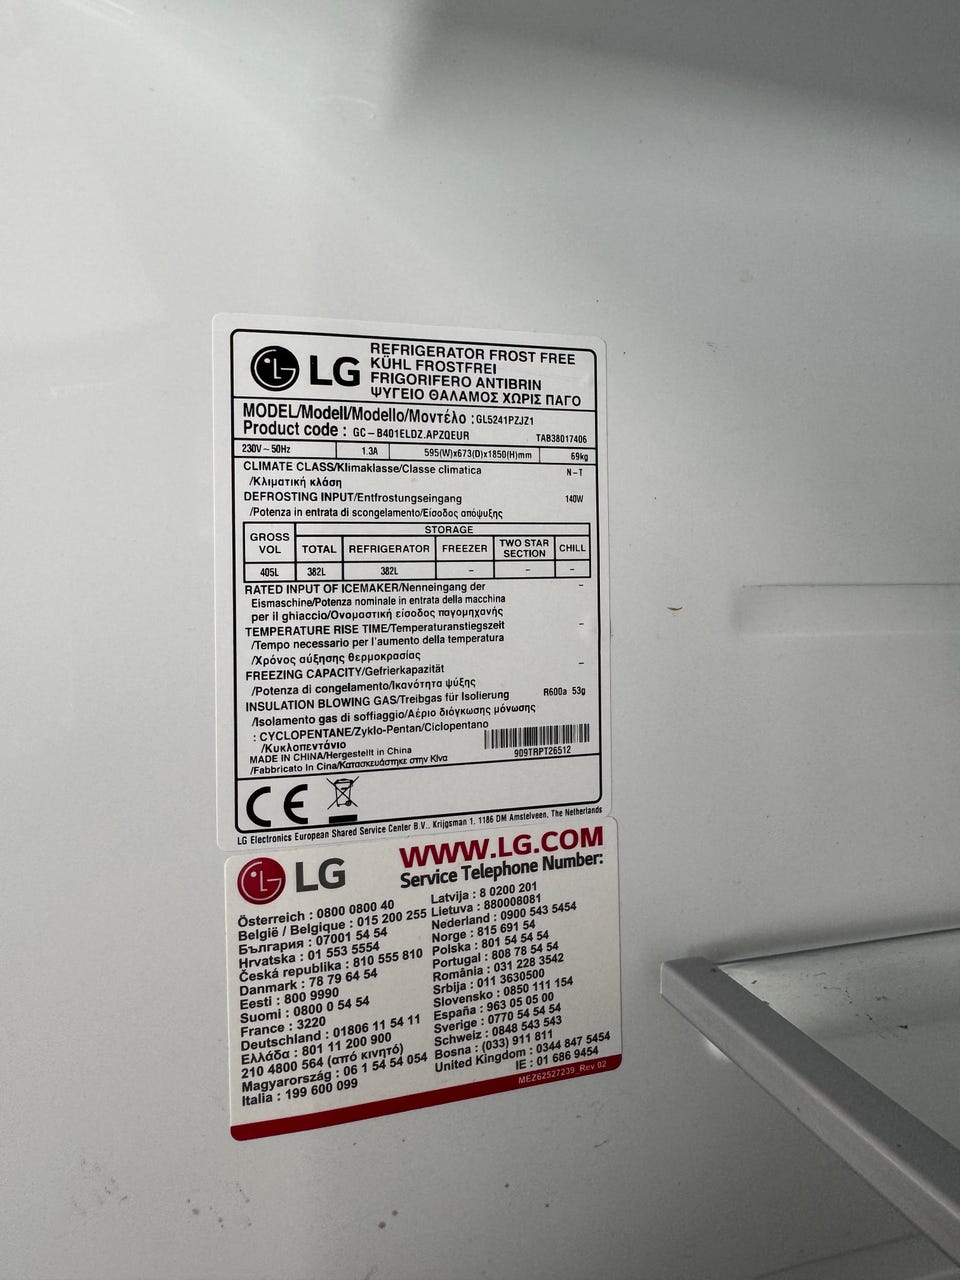 LG
REFRIGERATOR FROST FREE
KÜHL FROSTFREI
FRIGORIFERO ANTIBRIN
ΨΥΓΕΙΟ ΘΑΛΑΜΟΣ ΧΩΡΙΣ ΠΑΓΟ
MODEL/Modell/Modello/Μοντέλο : GL5241PZJZ1
Product code : GC-B401ELDZ.APZQEUR TAB38017406
230V~50Hz 1.3A 595(W)x673(D)x1850(H)mm 69kg
CLIMATE CLASS/Klimaklasse/Classe climatica N-T
/Κλιματική κλάση
DEFROSTING INPUT/Entfrostungseingang 140W
/Potenza in entrata di scongelamento/Είσοδος απόψυξης
GROSS VOL STORAGE
TOTAL REFRIGERATOR FREEZER TWO STAR SECTION CHILL
405L 382L 382L - - -
RATED INPUT OF ICEMAKER/Nenneingang der -
Eismaschine/Potenza nominale in entrata della macchina
per il ghiaccio/Ονομαστική είσοδος παγομηχανής
TEMPERATURE RISE TIME/Temperaturanstiegszeit -
/Tempo necessario per l'aumento della temperatura
/Χρόνος αύξησης θερμοκρασίας
FREEZING CAPACITY/Gefrierkapazität -
/Potenza di congelamento/Ικανότητα ψύξης
INSULATION BLOWING GAS/Treibgas für Isolierung R600a 53g
/Isolamento gas di soffiaggio/Αέριο διόγκωσης μόνωσης
: CYCLOPENTANE/Zyklo-Pentan/Ciclopentano
/Κυκλοπεντάνιο
MADE IN CHINA/Hergestellt in China 909TRPT26512
/Fabbricato In Cina/Κατασκευάστηκε στην Κίνα
CE
LG Electronics European Shared Service Center B.V., Krijgsman 1, 1186 DM Amstelveen, The Netherlands
LG
WWW.LG.COM
Service Telephone Number:
Österreich : 0800 0800 40
België / Belgique : 015 200 255
България : 07001 54 54
Hrvatska : 01 553 5554
Česká republika : 810 555 810
Danmark : 78 79 64 54
Eesti : 800 9990
Suomi : 0800 0 54 54
France : 3220
Deutschland : 01806 11 54 11
Ελλάδα : 801 11 200 900
210 4800 564 (από κινητό)
Magyarország : 06 1 54 54 054
Italia : 199 600 099
Latvija : 8 0200 201
Lietuva : 880008081
Nederland : 0900 543 5454
Norge : 815 691 54
Polska : 801 54 54 54
Portugal : 808 78 54 54
România : 031 228 3542
Srbija : 011 3630500
Slovensko : 0850 111 154
España : 963 05 05 00
Sverige : 0770 54 54 54
Schweiz : 0848 543 543
Bosna : (033) 911 811
United Kingdom : 0344 847 5454
IE : 01 686 9454
MEZ62527239_Rev 02